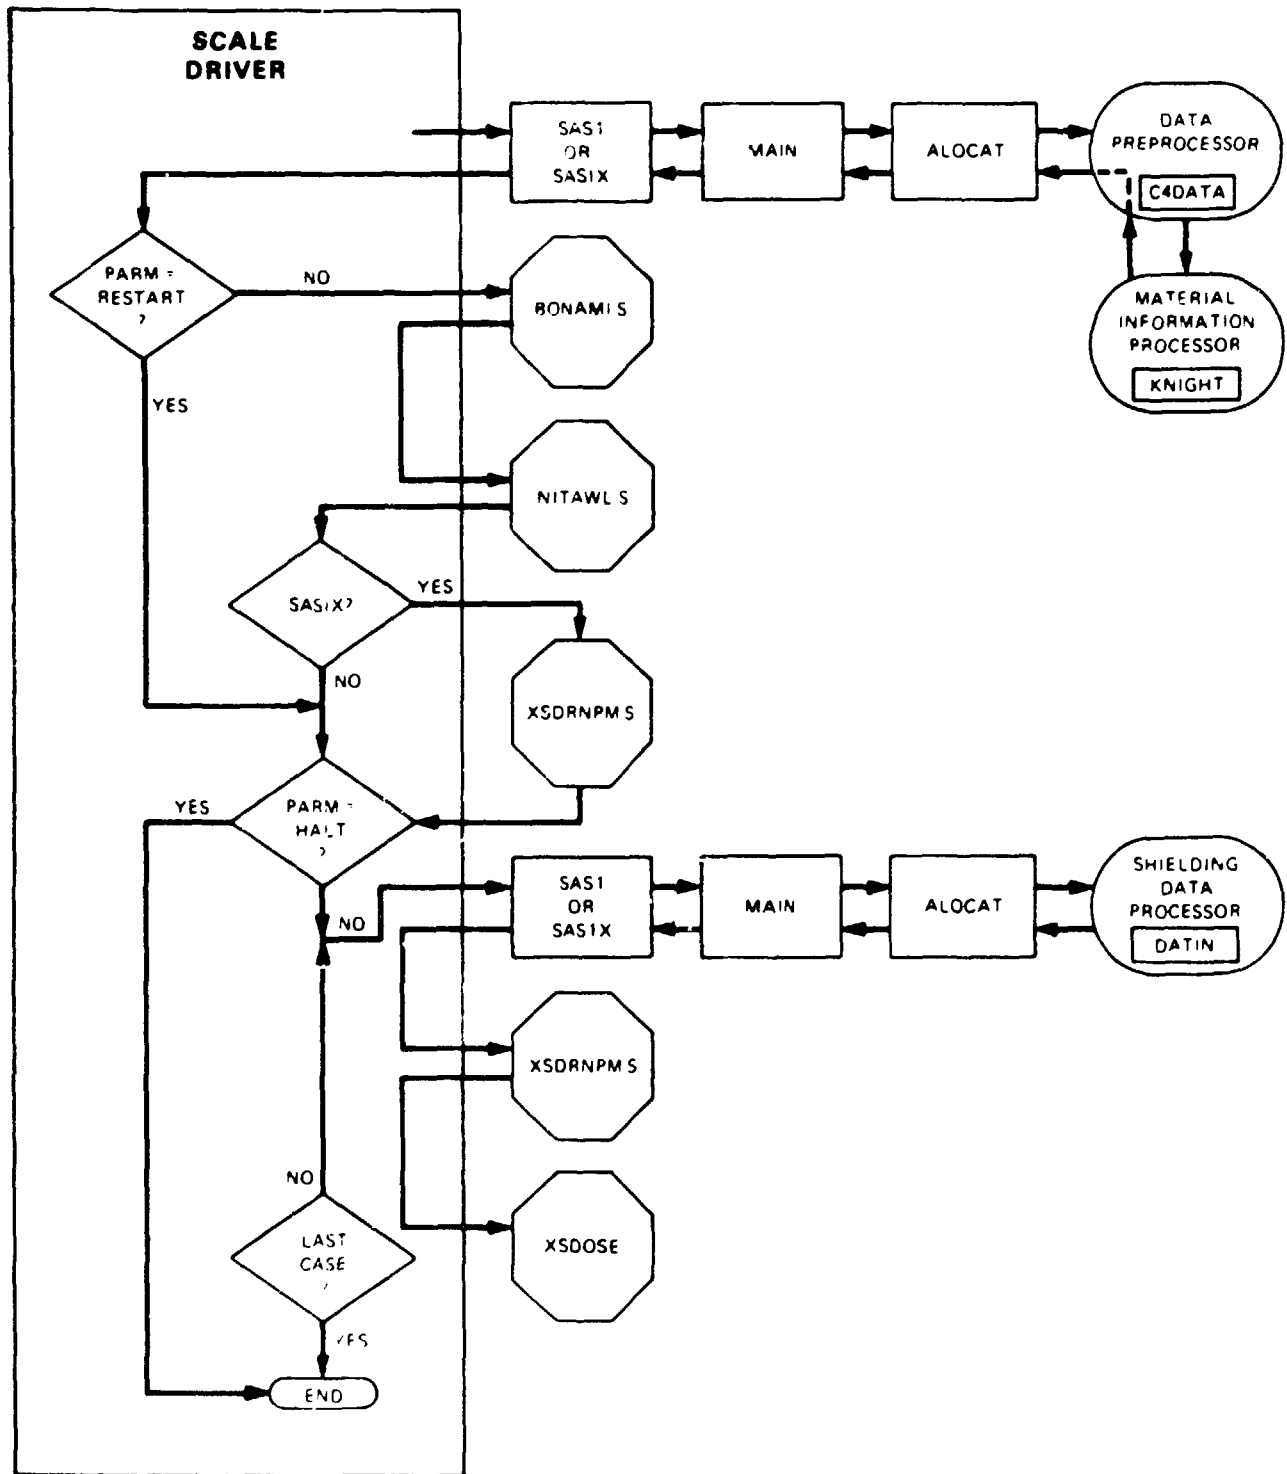 SCALE
DRIVER
SAS1
OR
SAS1X
MAIN
ALOCAT
DATA
PREPROCESSOR
C4DATA
PARM =
RESTART
?
NO
YES
BONAMI S
MATERIAL
INFORMATION
PROCESSOR
KNIGHT
NITAWL S
SAS1X?
YES
NO
XSDRNPM S
PARM =
HALT
?
YES
NO
SAS1
OR
SAS1X
MAIN
ALOCAT
SHIELDING
DATA
PROCESSOR
DATIN
XSDRNPM S
XSDOSE
NO
LAST
CASE
?
YES
END